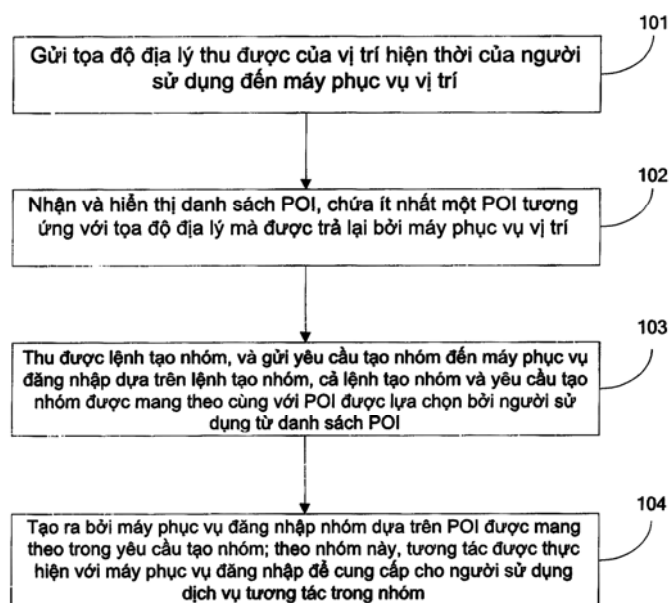 101
Gửi tọa độ địa lý thu được của vị trí hiện thời của người
sử dụng đến máy phục vụ vị trí
102
Nhận và hiển thị danh sách POI, chứa ít nhất một POI tương
ứng với tọa độ địa lý mà được trả lại bởi máy phục vụ vị trí
103
Thu được lệnh tạo nhóm, và gửi yêu cầu tạo nhóm đến máy phục vụ
đăng nhập dựa trên lệnh tạo nhóm, cả lệnh tạo nhóm và yêu cầu tạo
nhóm được mang theo cùng với POI được lựa chọn bởi người sử
dụng từ danh sách POI
104
Tạo ra bởi máy phục vụ đăng nhập nhóm dựa trên POI được mang
theo trong yêu cầu tạo nhóm; theo nhóm này, tương tác được thực
hiện với máy phục vụ đăng nhập để cung cấp cho người sử dụng
dịch vụ tương tác trong nhóm